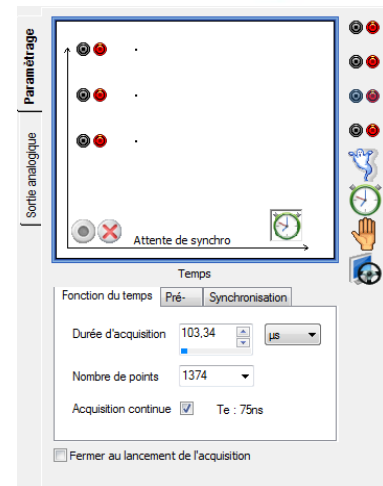 Paramètrage
Sortie analogique
Attente de synchro
Temps
Fonction du temps Pré- Synchronisation
Durée d'acquisition 103,34 µs
Nombre de points 1374
Acquisition continue Te : 75ns
Fermer au lancement de l'acquisition